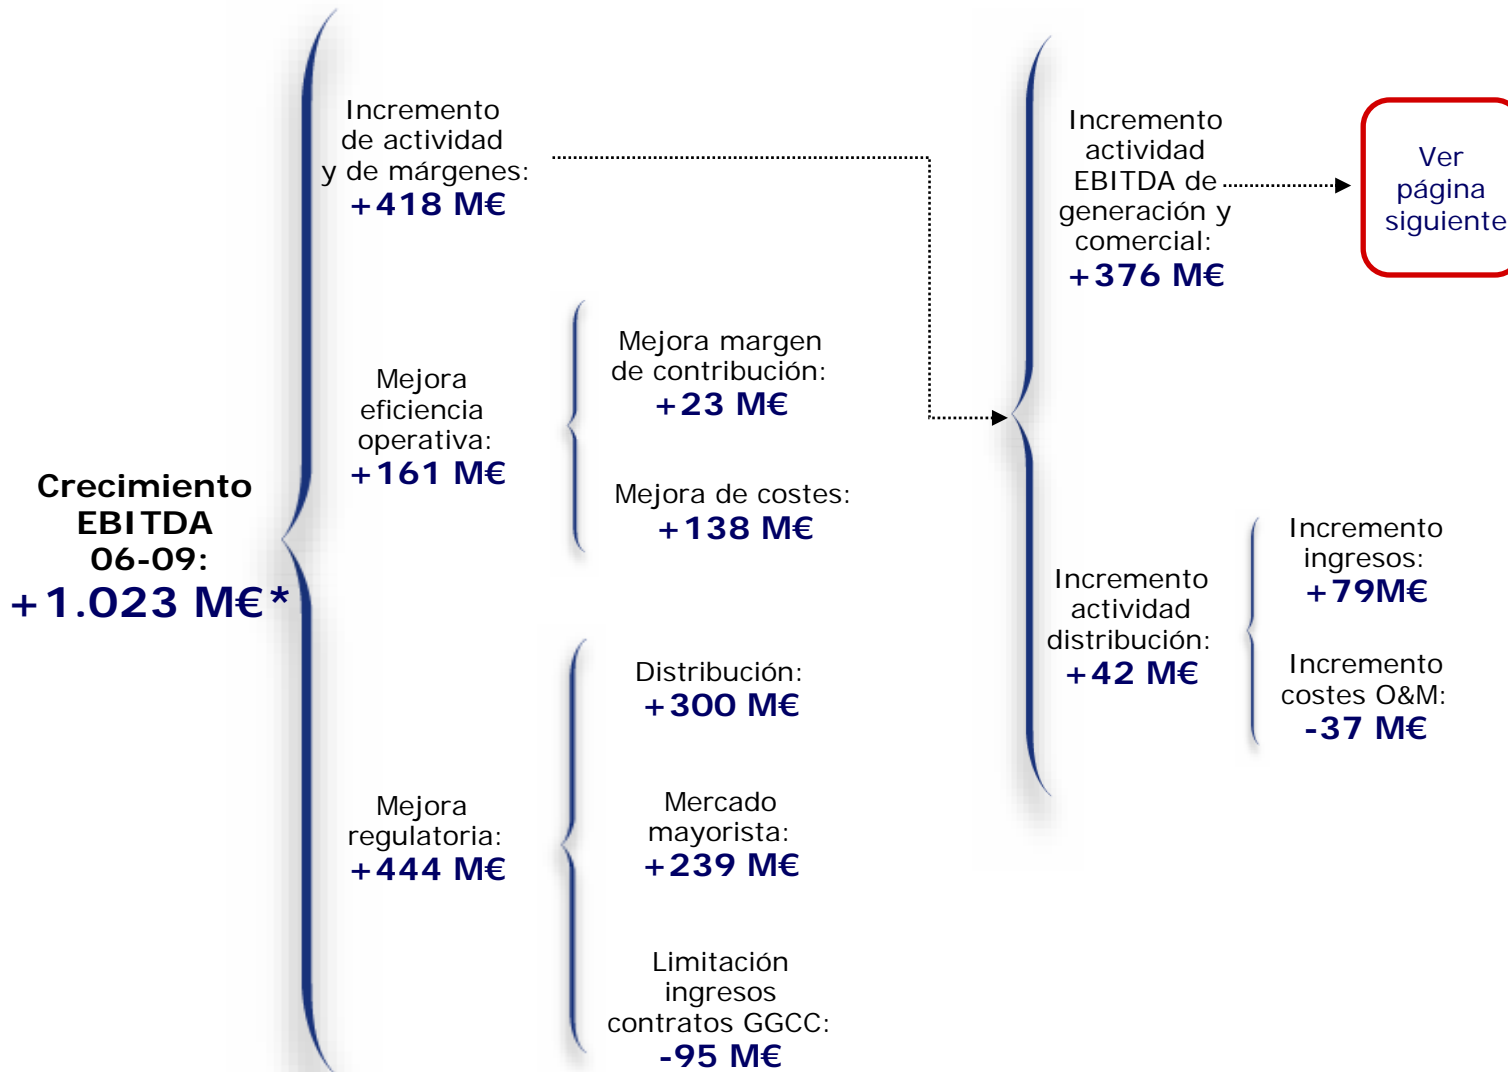 Crecimiento
EBITDA
06-09:
+1.023 M€*
Incremento
de actividad
y de márgenes:
+418 M€
Mejora
eficiencia
operativa:
+161 M€
Mejora margen
de contribución:
+23 M€
Mejora de costes:
+138 M€
Mejora
regulatoria:
+444 M€
Distribución:
+300 M€
Mercado
mayorista:
+239 M€
Limitación
ingresos
contratos GGCC:
-95 M€
Incremento
actividad
EBITDA de
generación y
comercial:
+376 M€
Ver
página
siguiente
Incremento
actividad
distribución:
+42 M€
Incremento
ingresos:
+79M€
Incremento
costes O&M:
-37 M€